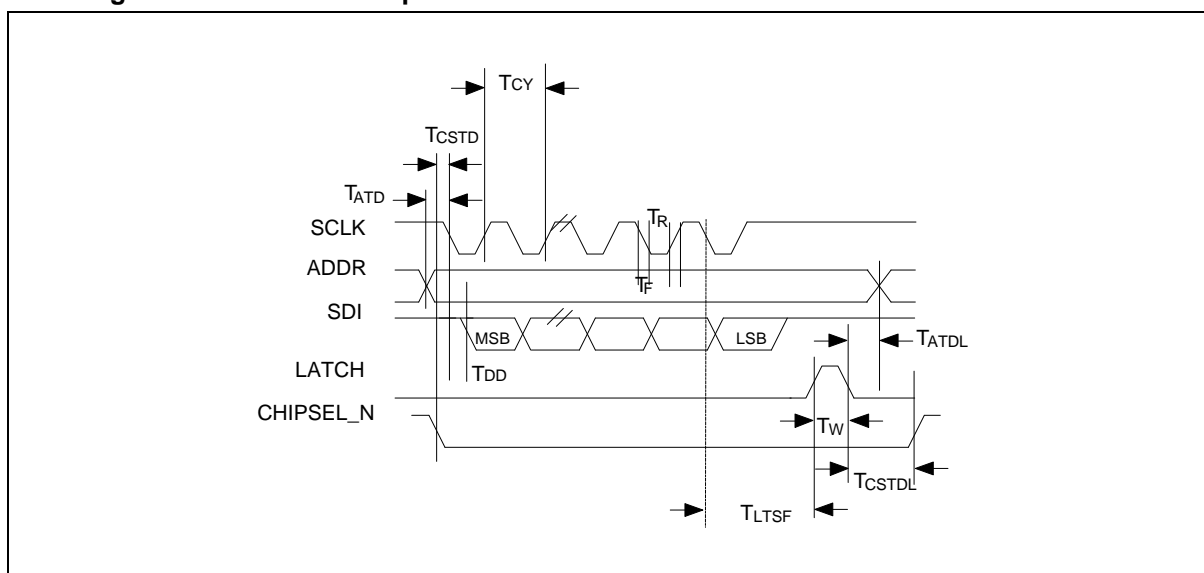 TCY
TCSTD
TATD
SCLK
TR
ADDR
TF
SDI
MSB
LSB
TATDL
LATCH
TDD
CHIPSEL_N
TW
TCSTDL
TLTSF